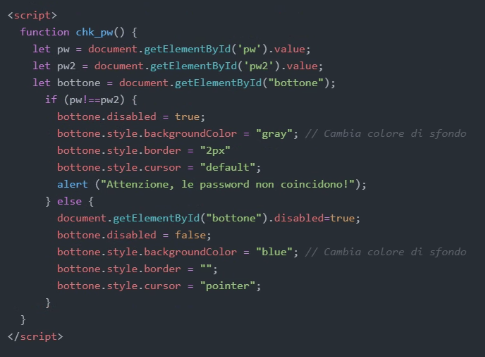 <script>
function chk_pw() {
let pw = document.getElementById('pw').value;
let pw2 = document.getElementById('pw2').value;
let bottone = document.getElementById("bottone");
if (pw!==pw2) {
bottone.disabled = true;
bottone.style.backgroundColor = "gray"; // Cambia colore di sfondo
bottone.style.border = "2px"
bottone.style.cursor = "default";
alert ("Attenzione, le password non coincidono!");
} else {
document.getElementById("bottone").disabled=true;
bottone.disabled = false;
bottone.style.backgroundColor = "blue"; // Cambia colore di sfondo
bottone.style.border = "";
bottone.style.cursor = "pointer";
}
}
</script>